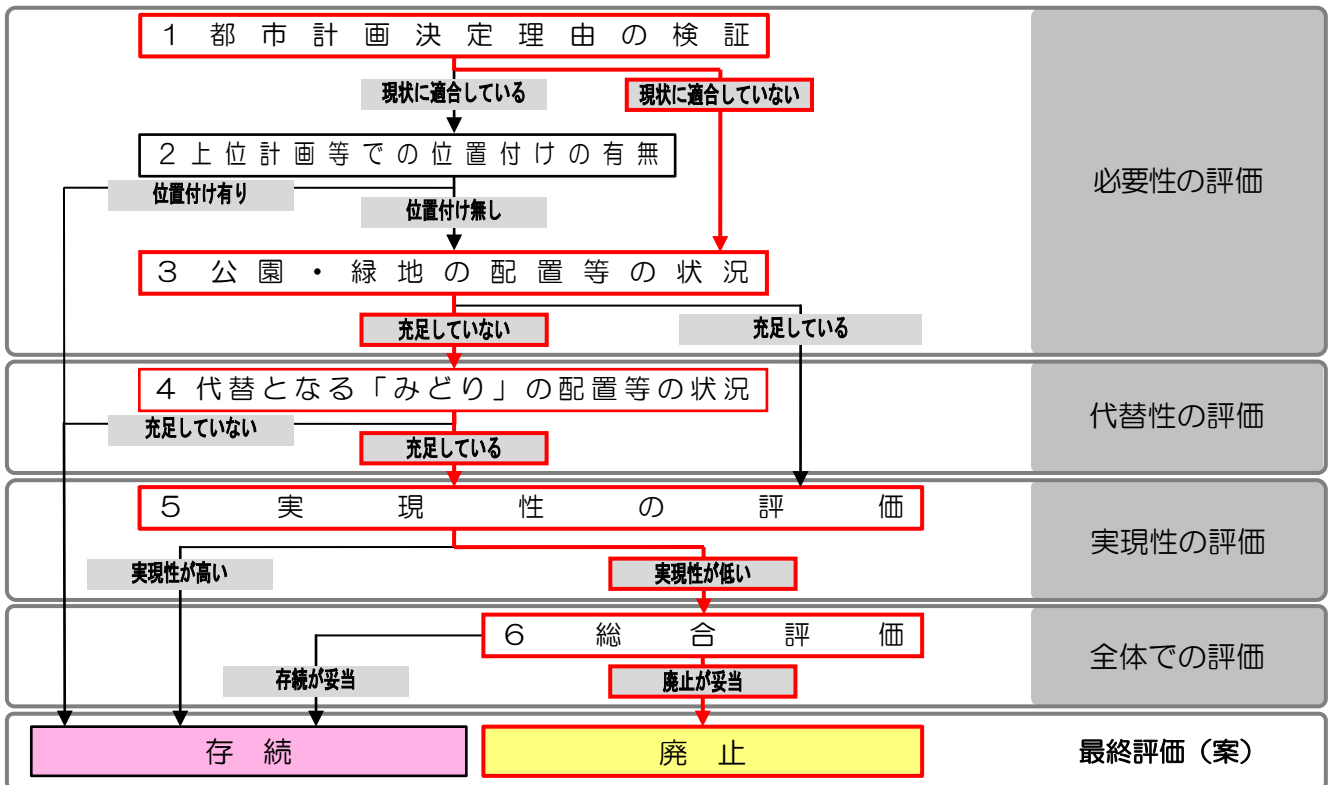 1 都市計画決定理由の検証
現状に適合している
現状に適合していない
2上位計画等での位置付けの有無
必要性の評価
位置付け有り
位置付け無し
3 公園・緑地の配置等の状況
充足していない
充足している
4 代替となる「みどり」の配置等の状況
代替性の評価
充足していない
充足している
5 実現性の評価
実現性の評価
実現性が高い
実現性が低い
6 総合評価
全体での評価
存続が妥当
廃止が妥当
存続
廃止
最終評価（案）